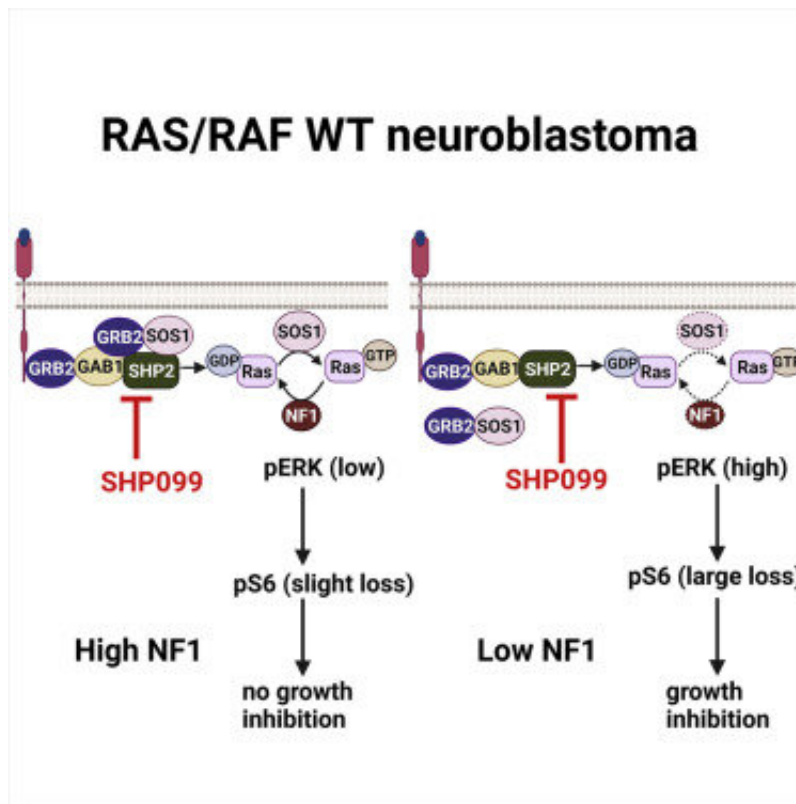 RAS/RAF WT neuroblastoma
GRB2
SOS1
GRB2
GAB1
SHP2
GDP
Ras
SOS1
Ras
GTP
NF1
SHP099
pERK (low)
pS6 (slight loss)
High NF1
no growth
inhibition
GRB2
GAB1
SHP2
GRB2
SOS1
GDP
Ras
SOS1
Ras
GTP
NF1
SHP099
pERK (high)
pS6 (large loss)
Low NF1
growth
inhibition